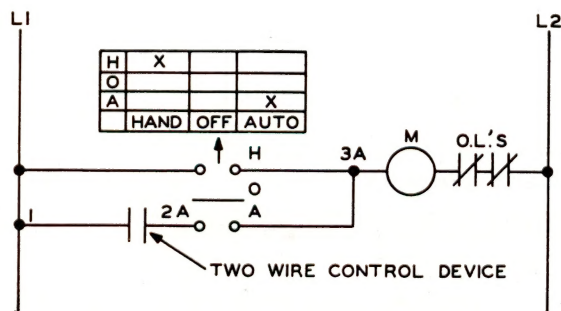 L1 L2
H X
O
A X
HAND OFF AUTO
M O.L.'S
H 3A
O
1 2A A
TWO WIRE CONTROL DEVICE